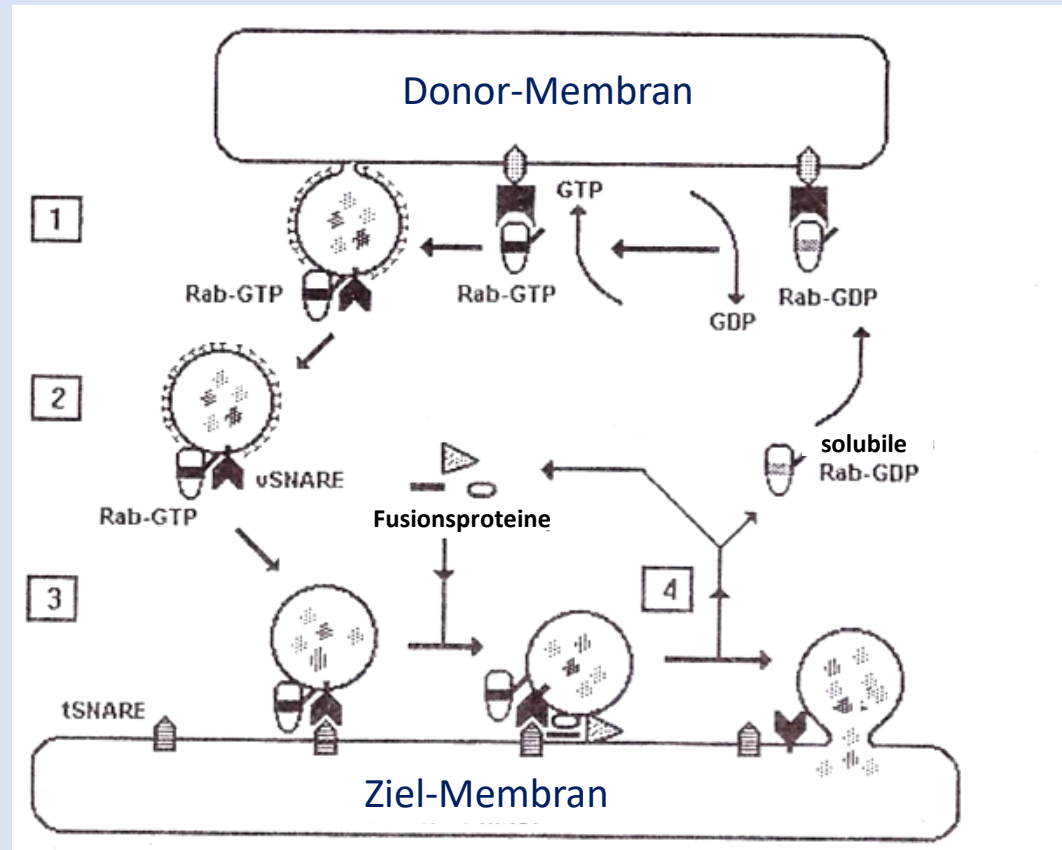 Donor-Membran
1
GTP
Rab-GTP
Rab-GTP
Rab-GDP
GDP
2
vSNARE
Rab-GTP
solubile
Rab-GDP
Fusionsproteine
3
4
tSNARE
Ziel-Membran